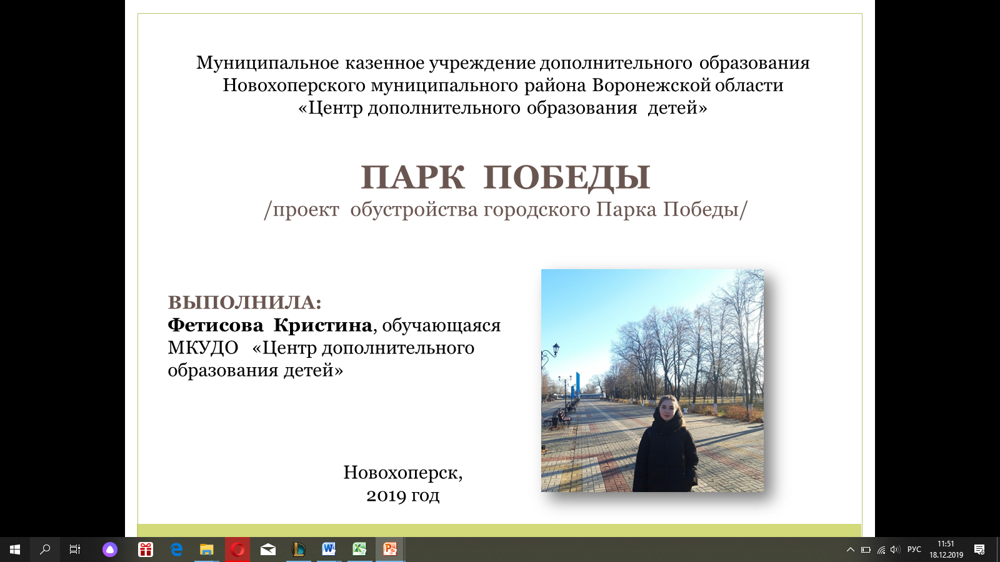 Муниципальное казенное учреждение дополнительного образования
Новохоперского муниципального района Воронежской области
«Центр дополнительного образования детей»
ПАРК ПОБЕДЫ
/проект обустройства городского Парка Победы/
ВЫПОЛНИЛА:
Фетисова Кристина, обучающаяся
МКУДО «Центр дополнительного
образования детей»
Новохоперск,
2019 год
РУС
11:51
18.12.2019